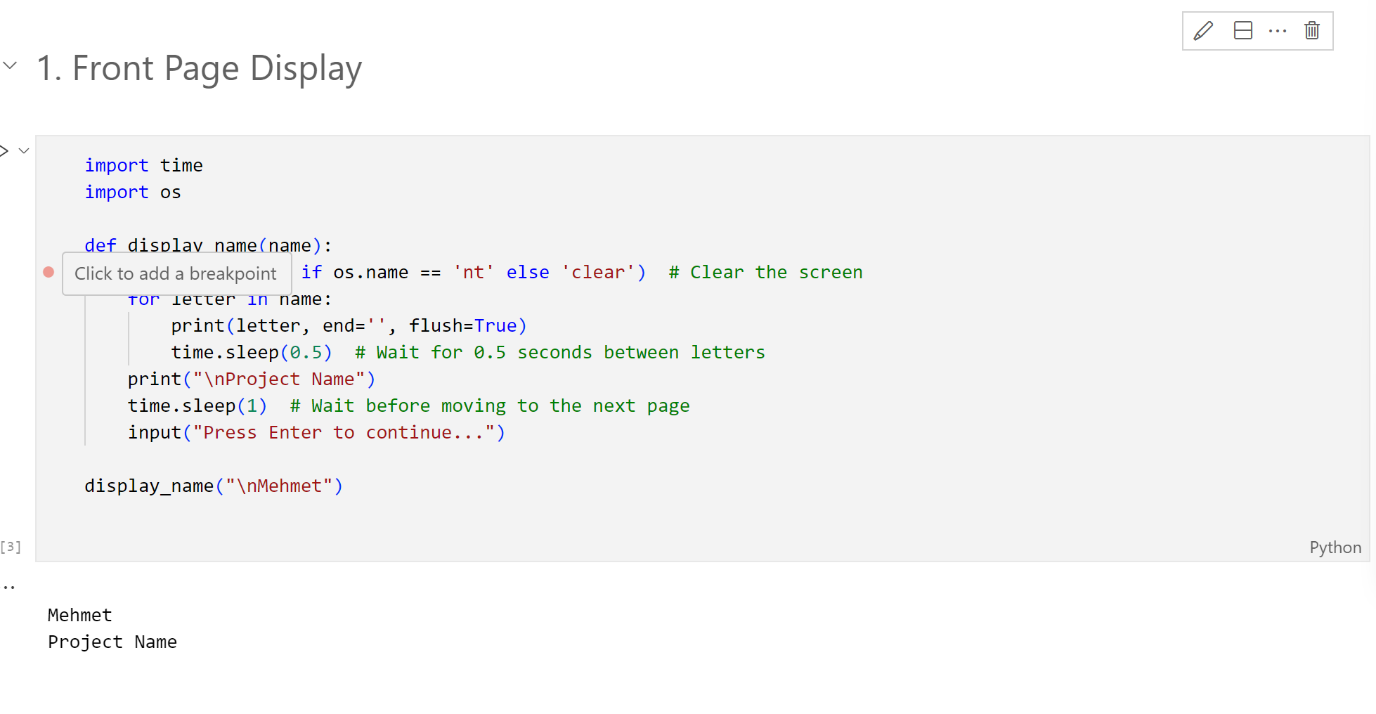 1. Front Page Display
import time
import os
def display_name(name):
Click to add a breakpoint if os.name == 'nt' else 'clear')  # Clear the screen
for letter in name:
print(letter, end='', flush=True)
time.sleep(0.5)  # Wait for 0.5 seconds between letters
print("\nProject Name")
time.sleep(1)  # Wait before moving to the next page
input("Press Enter to continue...")
display_name("\nMehmet")
[3]
Python
..
Mehmet
Project Name